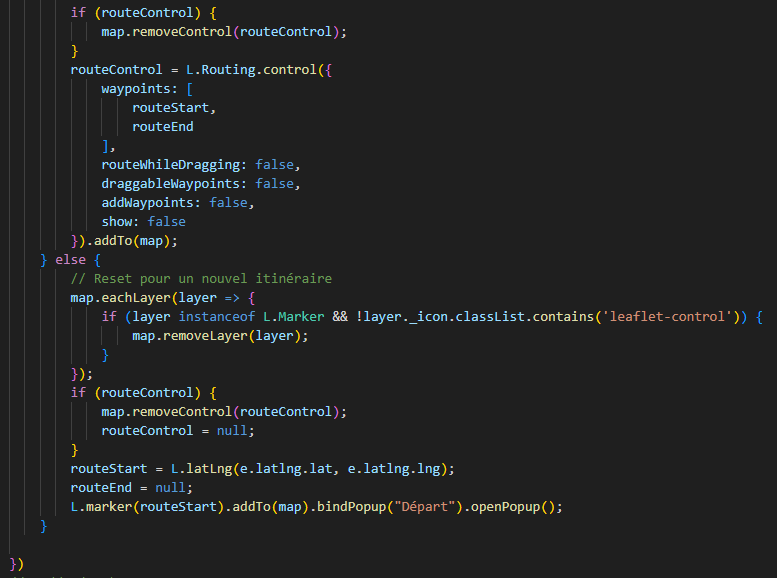 if (routeControl) {
map.removeControl(routeControl);
}
routeControl = L.Routing.control({
waypoints: [
routeStart,
routeEnd
],
routeWhileDragging: false,
draggableWaypoints: false,
addWaypoints: false,
show: false
}).addTo(map);
} else {
// Reset pour un nouvel itinéraire
map.eachLayer(layer => {
if (layer instanceof L.Marker && !layer._icon.classList.contains('leaflet-control')) {
map.removeLayer(layer);
}
});
if (routeControl) {
map.removeControl(routeControl);
routeControl = null;
}
routeStart = L.latLng(e.latlng.lat, e.latlng.lng);
routeEnd = null;
L.marker(routeStart).addTo(map).bindPopup("Départ").openPopup();
}
})